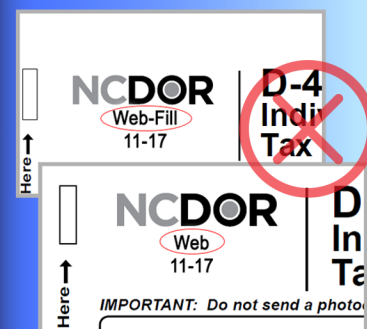 NCDOR
Web-Fill
11-17
D-4
Indiv
Tax
Here
NCDOR
Web
11-17
D
In
Ta
Here
IMPORTANT: Do not send a photo